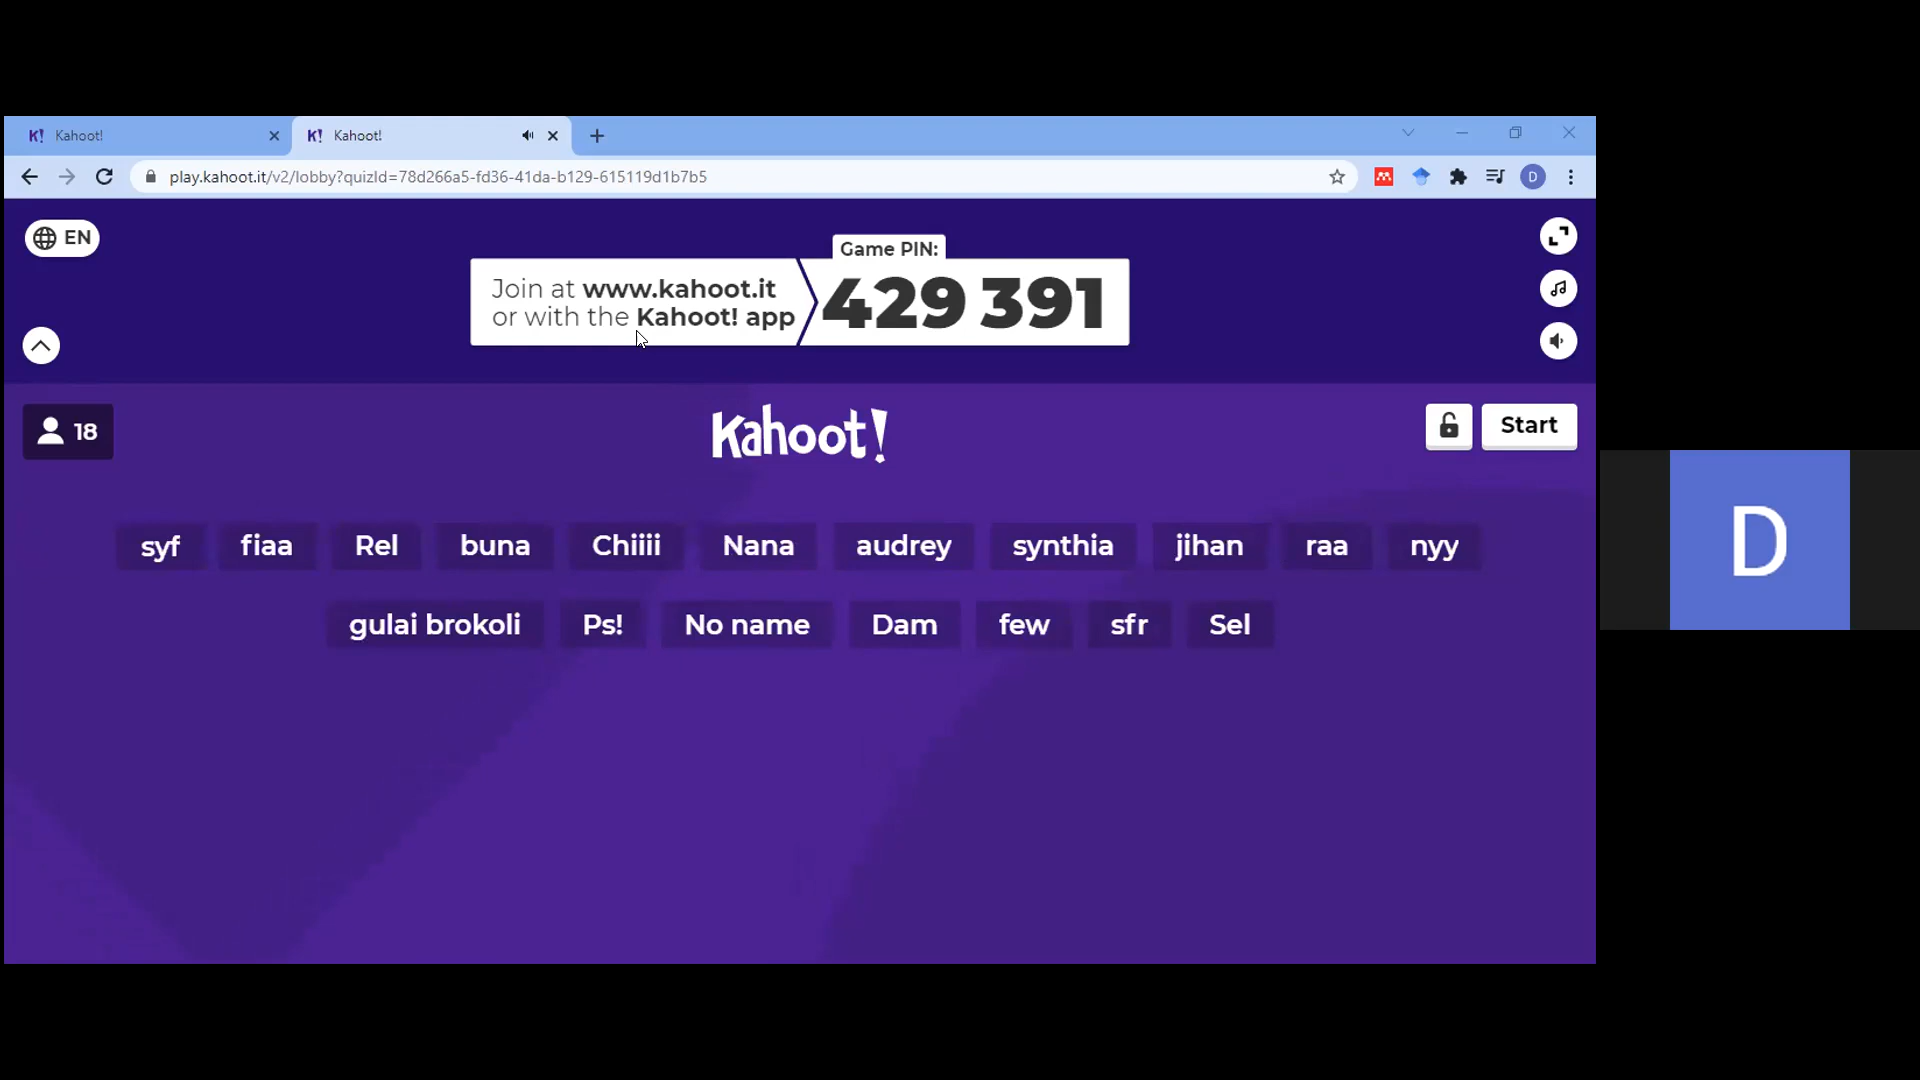 Kahoot!
Kahoot!
play.kahoot.it/v2/lobby?quizId=78d266a5-fd36-41da-b129-615119d1b7b5
D
EN
Game PIN:
Join at www.kahoot.it
or with the Kahoot! app
429 391
18
Kahoot!
Start
syf fiaa Rel buna Chiiii Nana audrey synthia jihan raa nyy
gulai brokoli Ps! No name Dam few sfr Sel
D